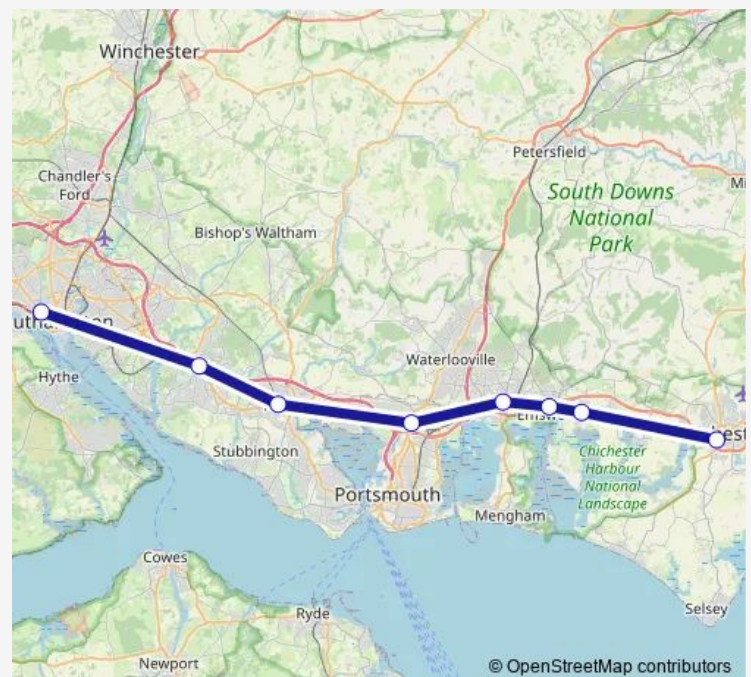 Winchester
Chandler's
Ford
Petersfield
South Downs
National
Park
Bishop's Waltham
Waterlooville
Hythe
Stubbington
Chichester
Harbour
National
Landscape
Portsmouth
Mengham
Cowes
Ryde
Selsey
Newport
© OpenStreetMap contributors